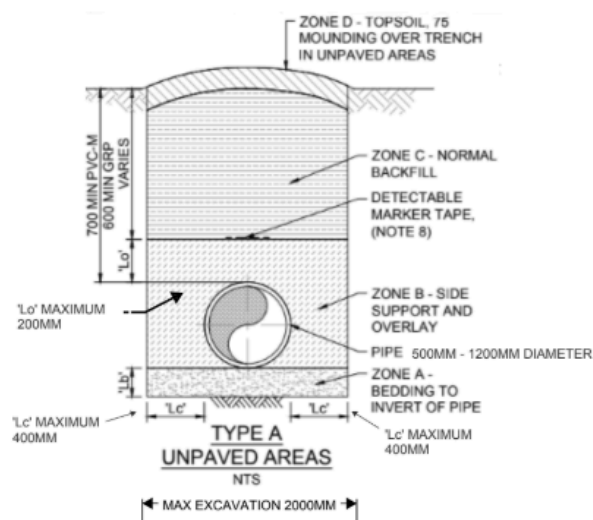 ZONE D - TOPSOIL, 75
MOUNDING OVER TRENCH
IN UNPAVED AREAS
700 MIN PVC-M
600 MIN GRP
VARIES
ZONE C - NORMAL
BACKFILL
DETECTABLE
MARKER TAPE,
(NOTE 8)
'Lo'
'Lo' MAXIMUM
200MM
ZONE B - SIDE
SUPPORT AND
OVERLAY
PIPE 500MM - 1200MM DIAMETER
ZONE A -
BEDDING TO
INVERT OF PIPE
'Lb'
'Lc'
'Lc'
'Lc' MAXIMUM
400MM
'Lc' MAXIMUM
400MM
TYPE A
UNPAVED AREAS
NTS
MAX EXCAVATION 2000MM